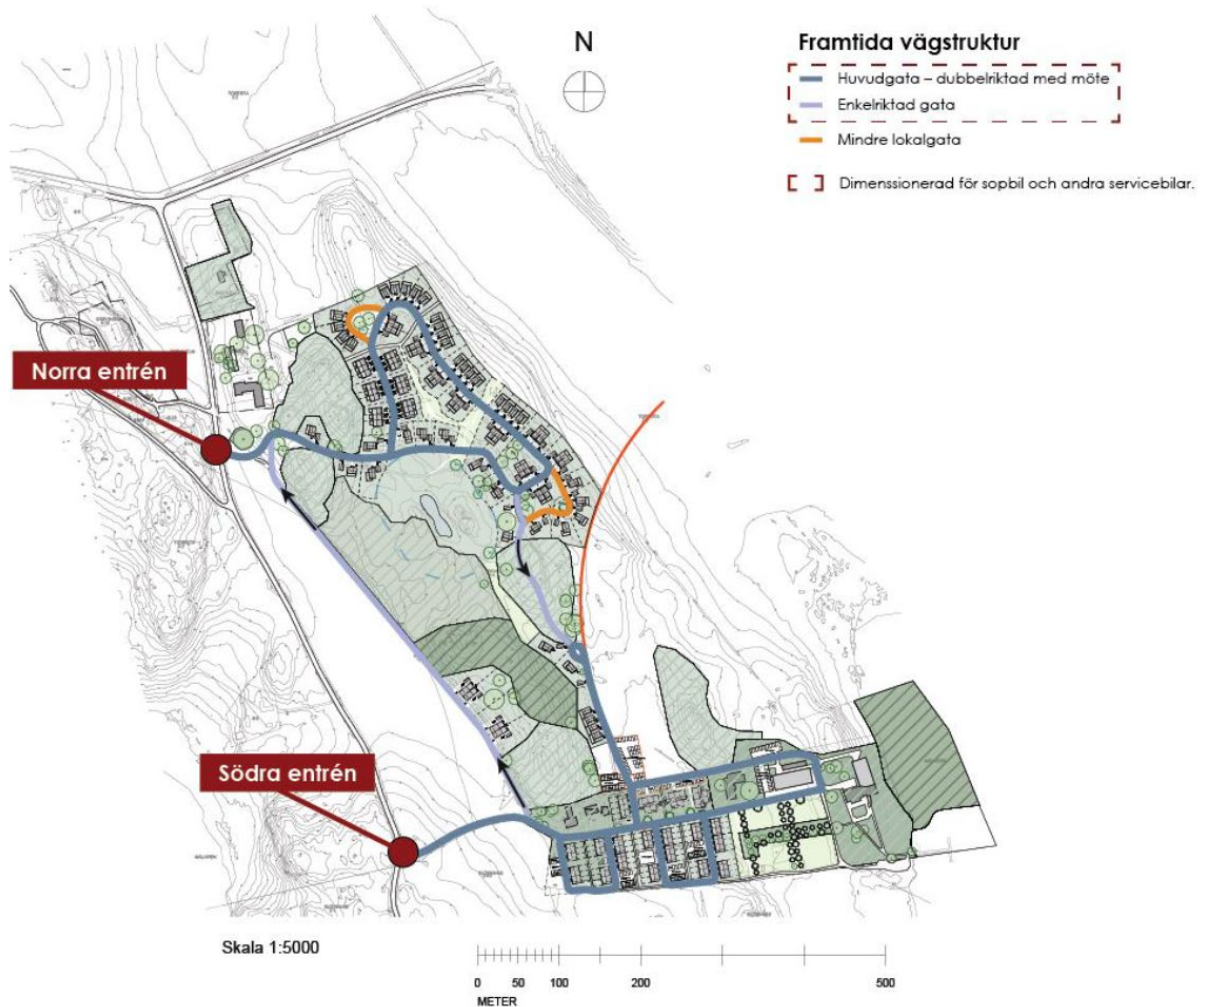 N
Framtida vägstruktur
Huvudgata – dubbelriktad med möte
Enkelriktad gata
Mindre lokalgata
Dimenssionerad för sopbil och andra servicebilar.
Norra entrén
Södra entrén
Skala 1:5000
0 50 100 200 500
METER